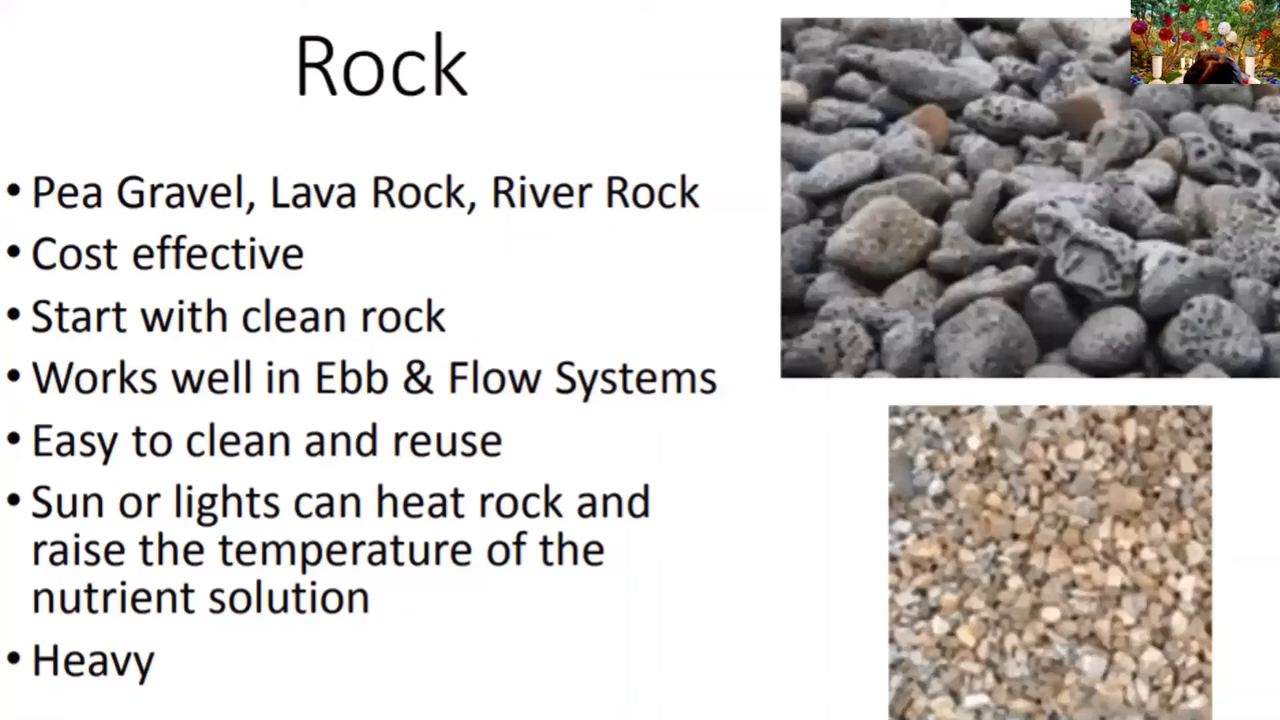 Rock
• Pea Gravel, Lava Rock, River Rock
• Cost effective
• Start with clean rock
• Works well in Ebb & Flow Systems
• Easy to clean and reuse
• Sun or lights can heat rock and
raise the temperature of the
nutrient solution
• Heavy